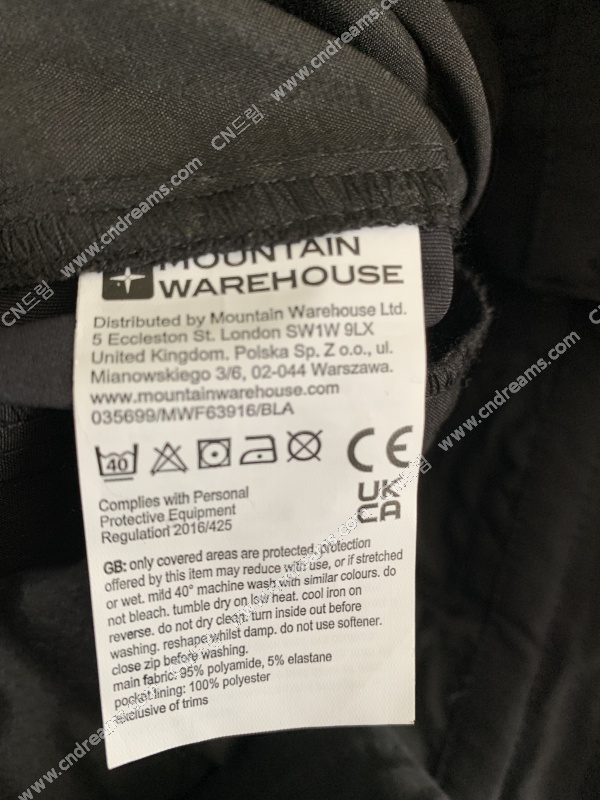 MOUNTAIN
WAREHOUSE
Distributed by Mountain Warehouse Ltd.
5 Eccleston St. London SW1W 9LX
United Kingdom. Polska Sp. Z o.o., ul.
Mianowskiego 3/6, 02-044 Warszawa.
www.mountainwarehouse.com
035699/MWF63916/BLA
40
CE
UK
CA
Complies with Personal
Protective Equipment
Regulation 2016/425
GB: only covered areas are protected, protection
offered by this item may reduce with use, or if stretched
or wet. mild 40° machine wash with similar colours. do
not bleach. tumble dry on low heat. cool iron on
reverse. do not dry clean. turn inside out before
washing. reshape whilst damp. do not use softener.
close zip before washing.
main fabric: 95% polyamide, 5% elastane
pocket lining: 100% polyester
exclusive of trims
CN드림 www.cndreams.com